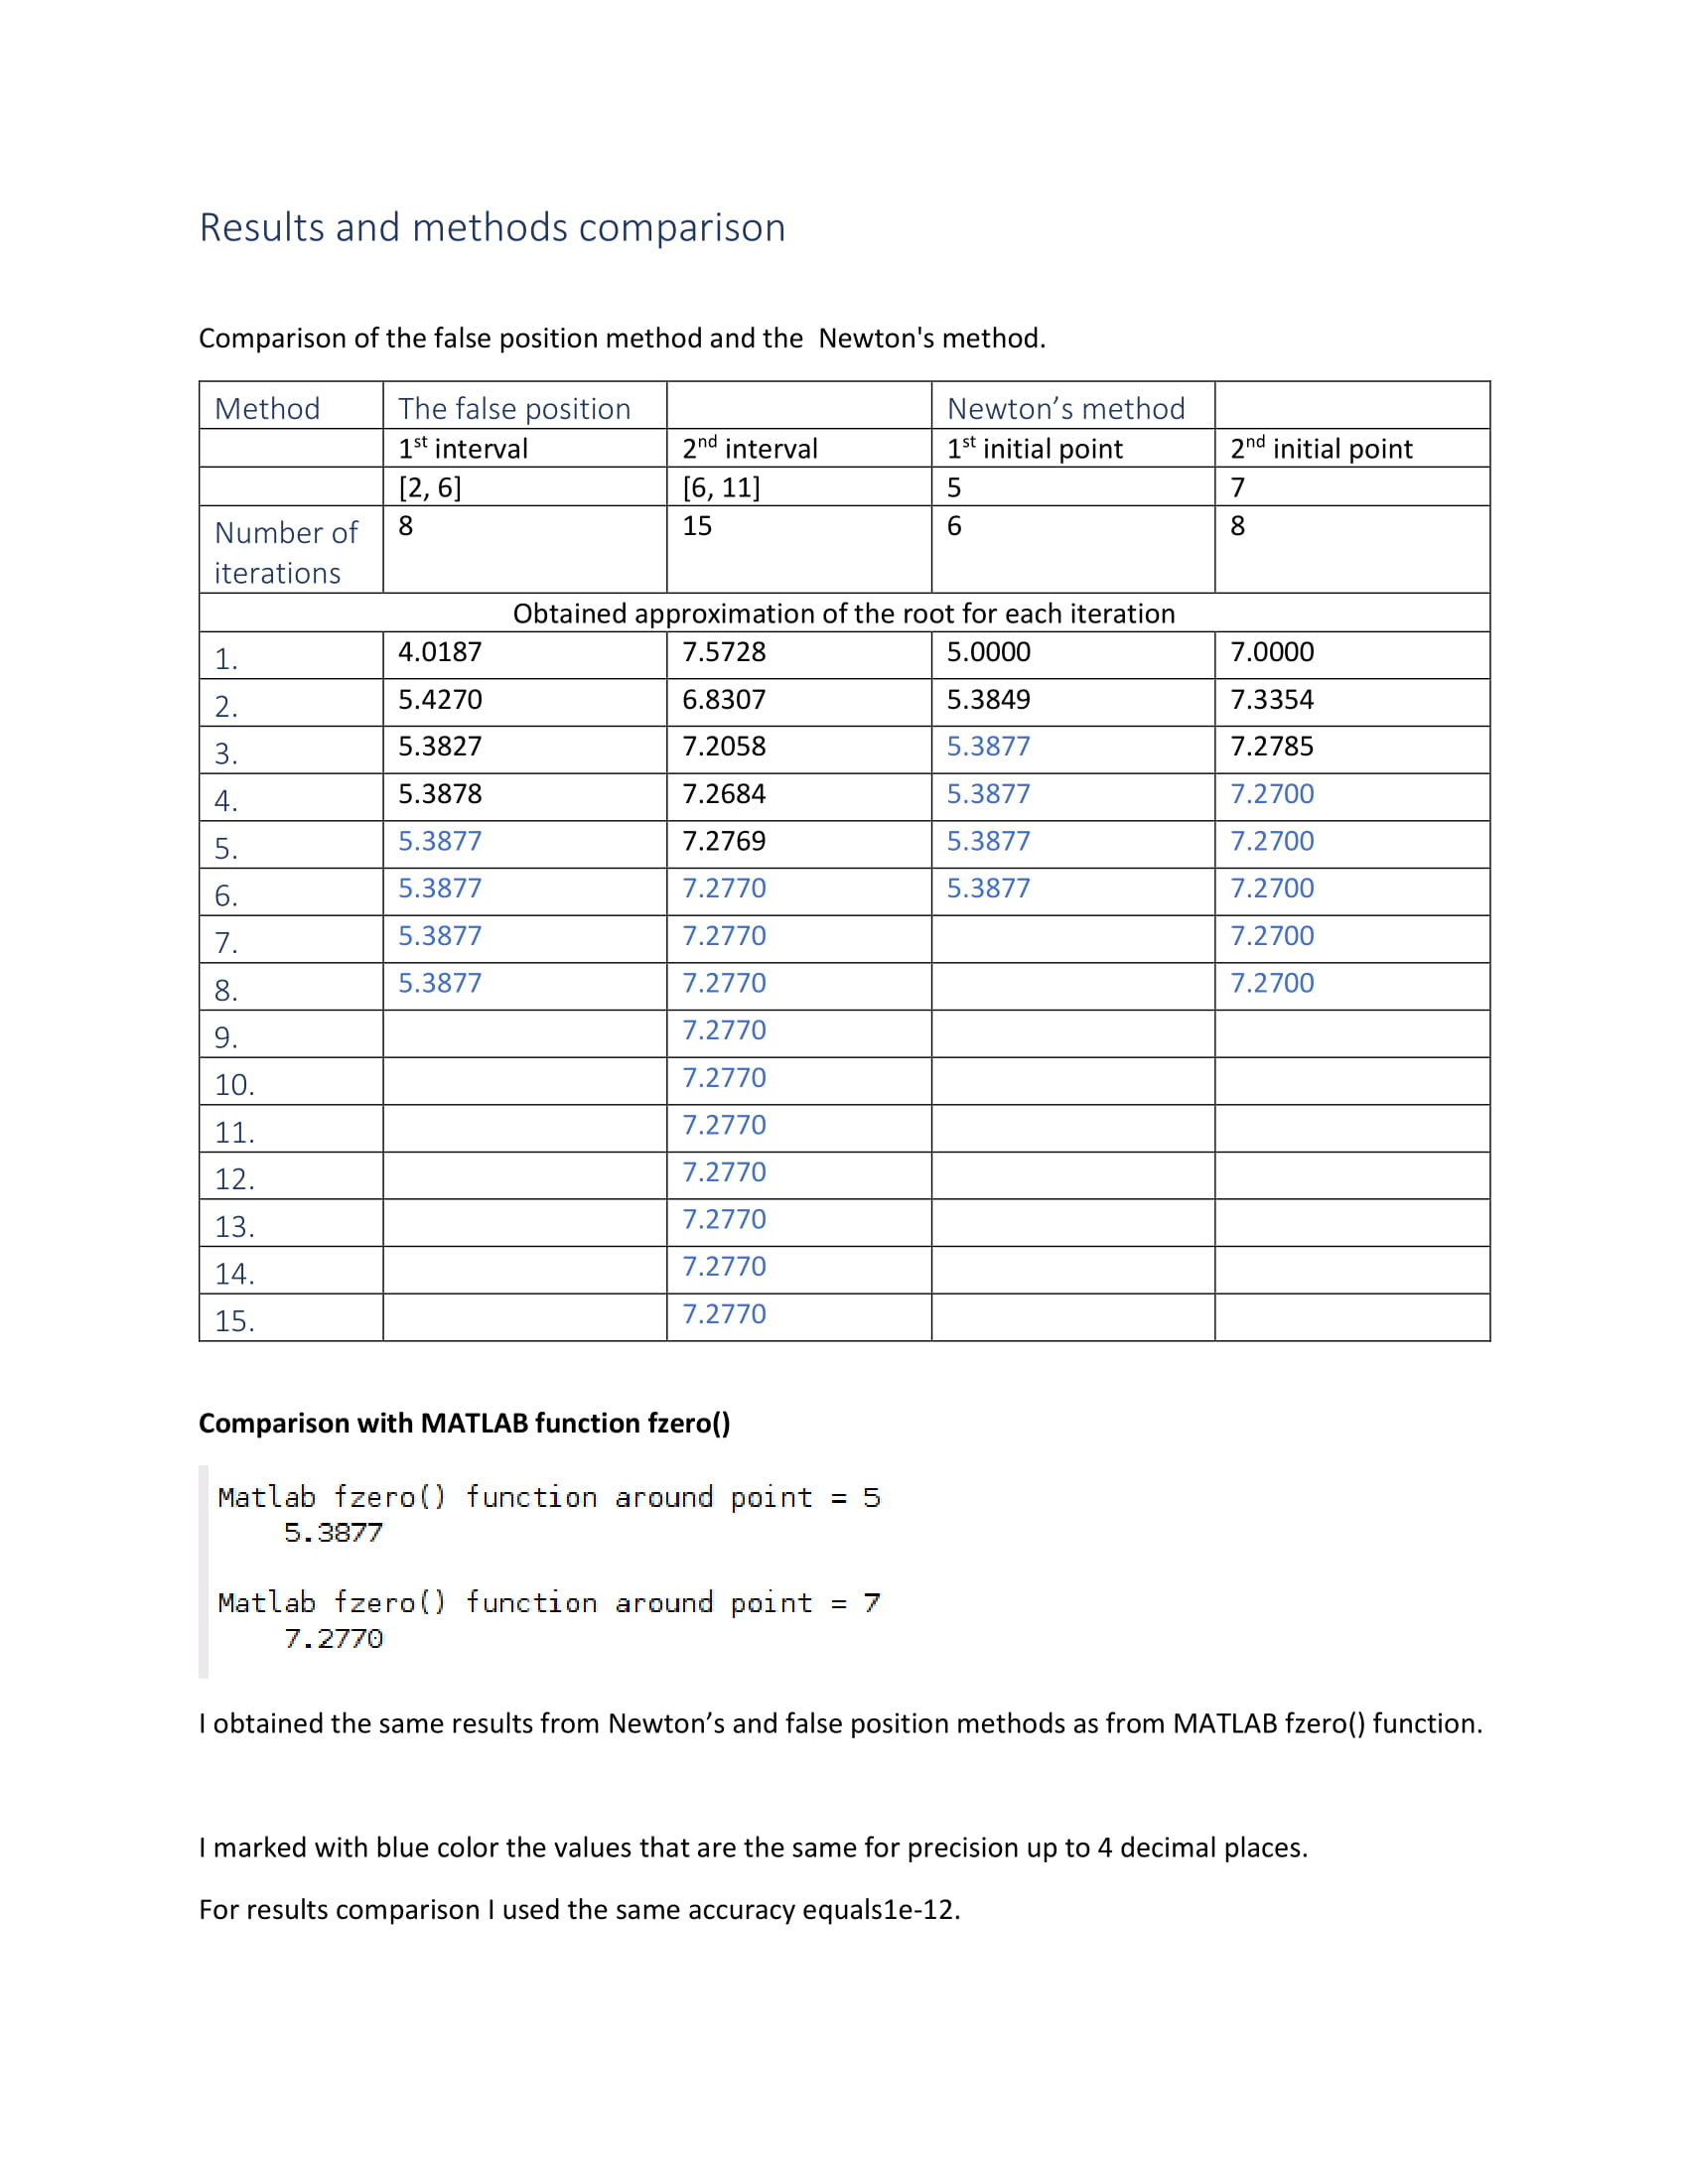 Results and methods comparison
Comparison of the false position method and the  Newton's method.
Method The false position Newton’s method
1st interval 2nd interval 1st initial point 2nd initial point
[2, 6] [6, 11] 5 7
Number of iterations 8 15 6 8
Obtained approximation of the root for each iteration
1. 4.0187 7.5728 5.0000 7.0000
2. 5.4270 6.8307 5.3849 7.3354
3. 5.3827 7.2058 5.3877 7.2785
4. 5.3878 7.2684 5.3877 7.2700
5. 5.3877 7.2769 5.3877 7.2700
6. 5.3877 7.2770 5.3877 7.2700
7. 5.3877 7.2770 7.2700
8. 5.3877 7.2770 7.2700
9. 7.2770
10. 7.2770
11. 7.2770
12. 7.2770
13. 7.2770
14. 7.2770
15. 7.2770
Comparison with MATLAB function fzero()
Matlab fzero() function around point = 5
5.3877
Matlab fzero() function around point = 7
7.2770
I obtained the same results from Newton’s and false position methods as from MATLAB fzero() function.
I marked with blue color the values that are the same for precision up to 4 decimal places.
For results comparison I used the same accuracy equals1e-12.